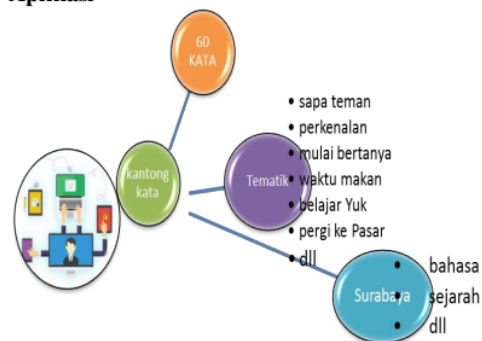 Aplikasi
60
KATA
kantong
kata
Tematik
• sapa teman
• perkenalan
• mulai bertanya
• waktu makan
• belajar Yuk
• pergi ke Pasar
• dll
Surabaya
• bahasa
• sejarah
• dll